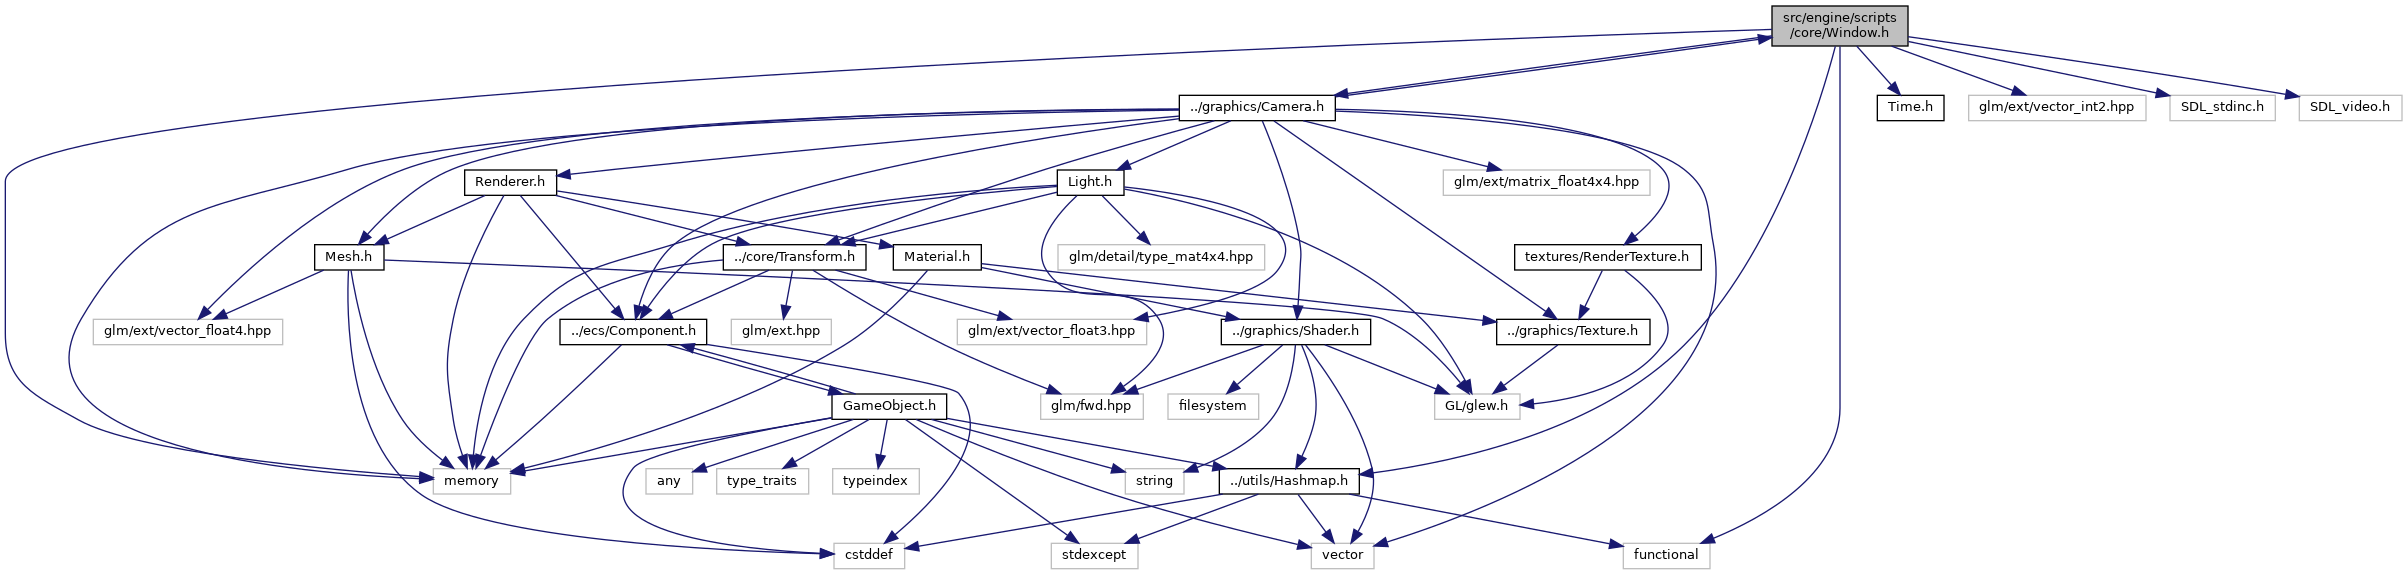 src/engine/scripts
/core/Window.h
../graphics/Camera.h
Time.h
glm/ext/vector_int2.hpp
SDL_stdinc.h
SDL_video.h
Renderer.h
Light.h
glm/ext/matrix_float4x4.hpp
Mesh.h
../core/Transform.h
Material.h
glm/detail/type_mat4x4.hpp
textures/RenderTexture.h
glm/ext/vector_float4.hpp
../ecs/Component.h
glm/ext.hpp
glm/ext/vector_float3.hpp
../graphics/Shader.h
../graphics/Texture.h
GameObject.h
glm/fwd.hpp
filesystem
GL/glew.h
memory
any
type_traits
typeindex
string
../utils/Hashmap.h
cstddef
stdexcept
vector
functional